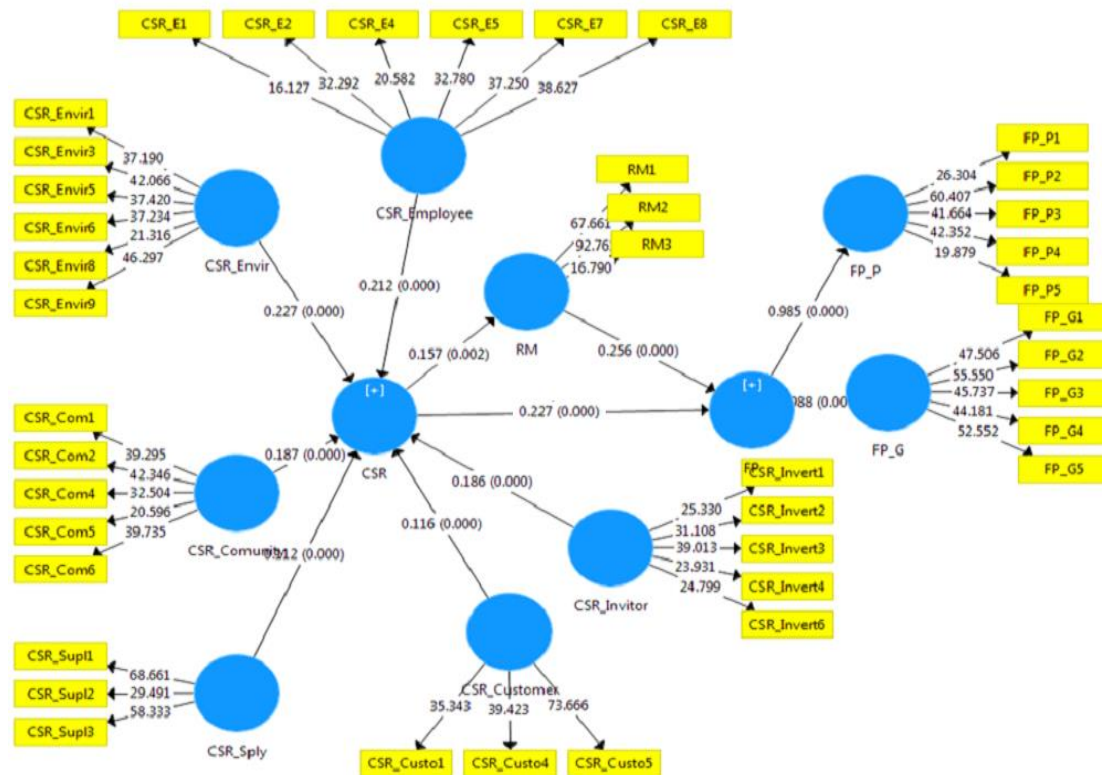 CSR_E1
CSR_E2
CSR_E4
CSR_E5
CSR_E7
CSR_E8
16.127
32.292
20.582
32.780
37.250
38.627
CSR_Employee
CSR_Envir1
CSR_Envir3
CSR_Envir5
CSR_Envir6
CSR_Envir8
CSR_Envir9
37.190
42.066
37.420
37.234
21.316
46.297
CSR_Envir
0.227 (0.000)
0.212 (0.000)
RM1
RM2
RM3
67.661
16.790
RM
0.157 (0.002)
0.256 (0.000)
FP_P1
FP_P2
FP_P3
FP_P4
FP_P5
26.304
60.407
41.664
42.352
19.879
FP_P
0.985 (0.000)
FP_G1
FP_G2
FP_G3
FP_G4
FP_G5
47.506
55.550
45.737
44.181
52.552
FP_G
[+]
CSR
0.227 (0.000)
[+]
FP
CSR_Com1
CSR_Com2
CSR_Com4
CSR_Com5
CSR_Com6
39.295
42.346
32.504
20.596
39.735
CSR_Comunity
0.187 (0.000)
(0.000)
0.116 (0.000)
0.186 (0.000)
CSR_Invert1
CSR_Invert2
CSR_Invert3
CSR_Invert4
CSR_Invert6
25.330
31.108
39.013
23.931
24.799
CSR_Invitor
CSR_Supl1
CSR_Supl2
CSR_Supl3
68.661
29.491
58.333
CSR_Sply
CSR_Customer
35.343
39.423
73.666
CSR_Custo1
CSR_Custo4
CSR_Custo5